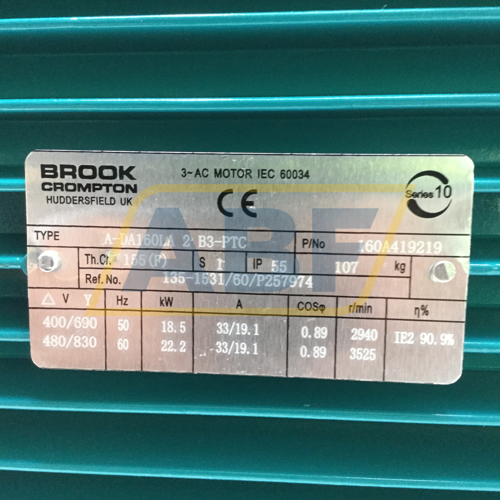 BROOK
CROMPTON
HUDDERSFIELD UK
3~AC MOTOR IEC 60034
CE
Series 10
TYPE A-DA160LA 2 B3-PTC P/No 160A419219
Th.Cl. 155(F) S 1 IP 55 107 kg
Ref. No. 135-1531/60/P257974
△ V Y Hz kW A COSφ r/min η%
400/690 50 18.5 33/19.1 0.89 2940 IE2 90.9%
480/830 60 22.2 33/19.1 0.89 3525
ABF